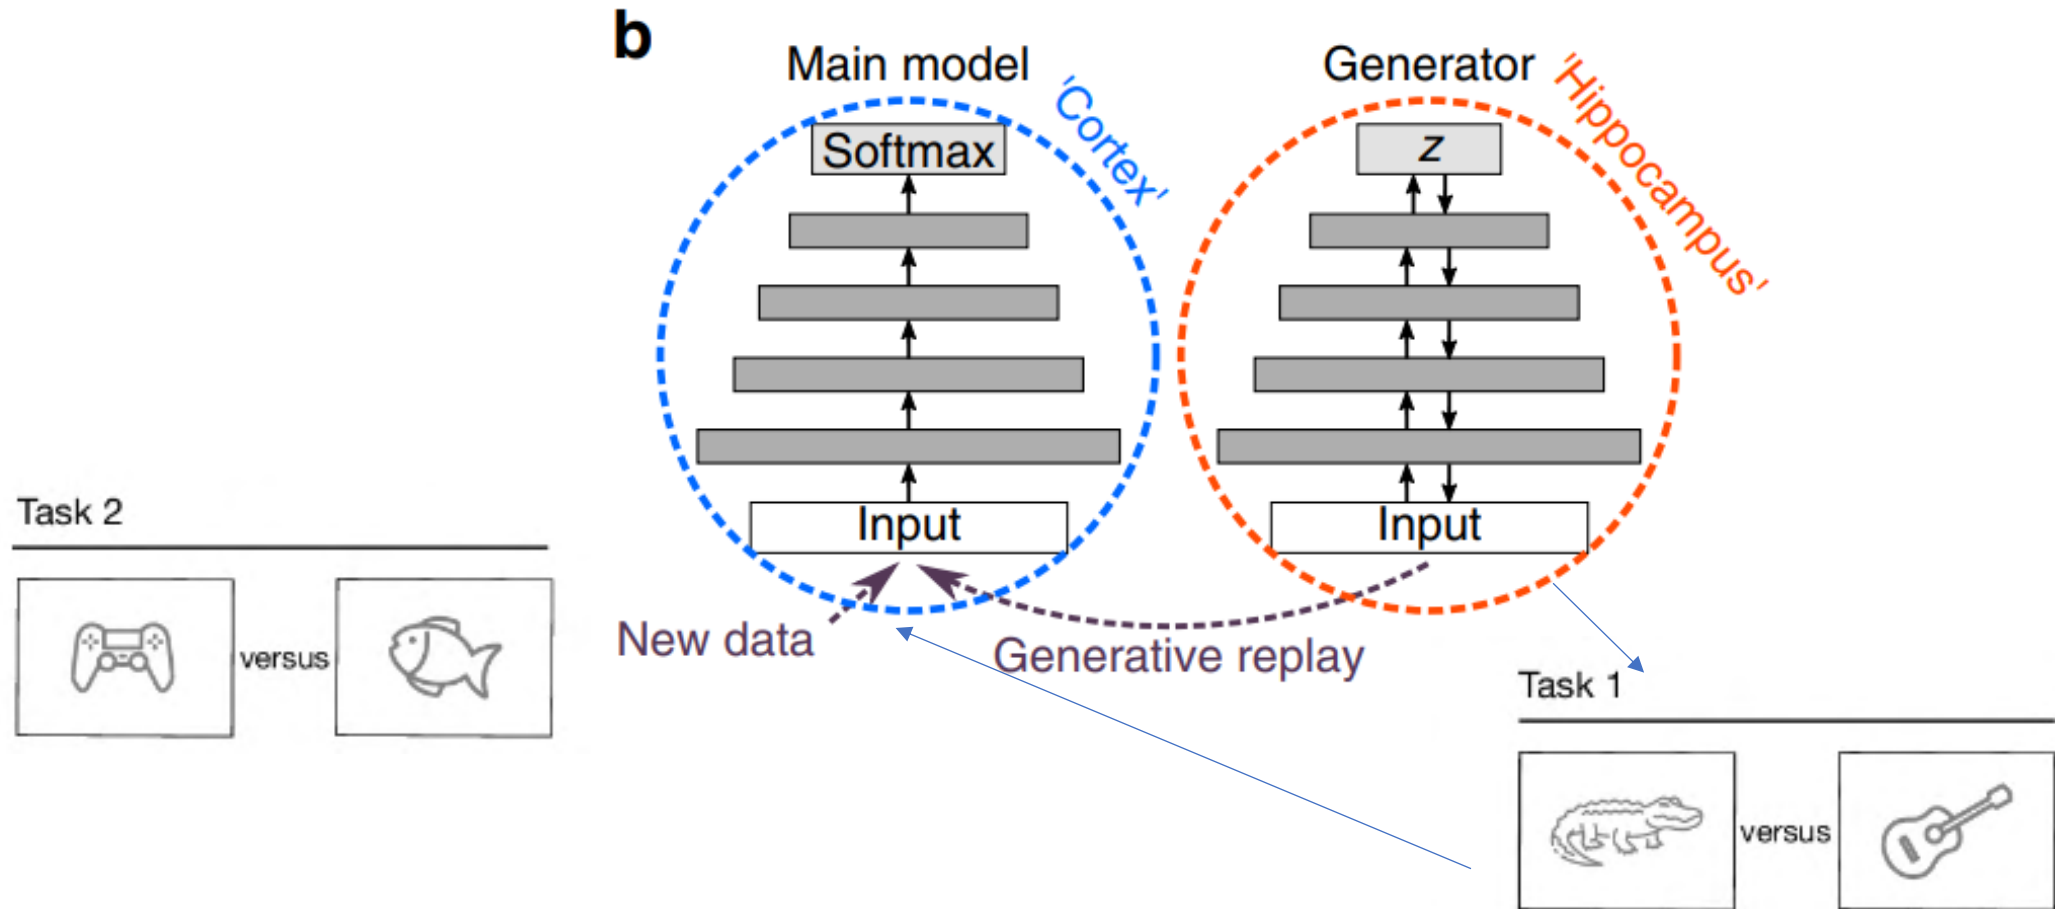 b
Main model
'Cortex'
Softmax
Input
Generator
'Hippocampus'
z
Input
New data
Generative replay
Task 2
versus
Task 1
versus